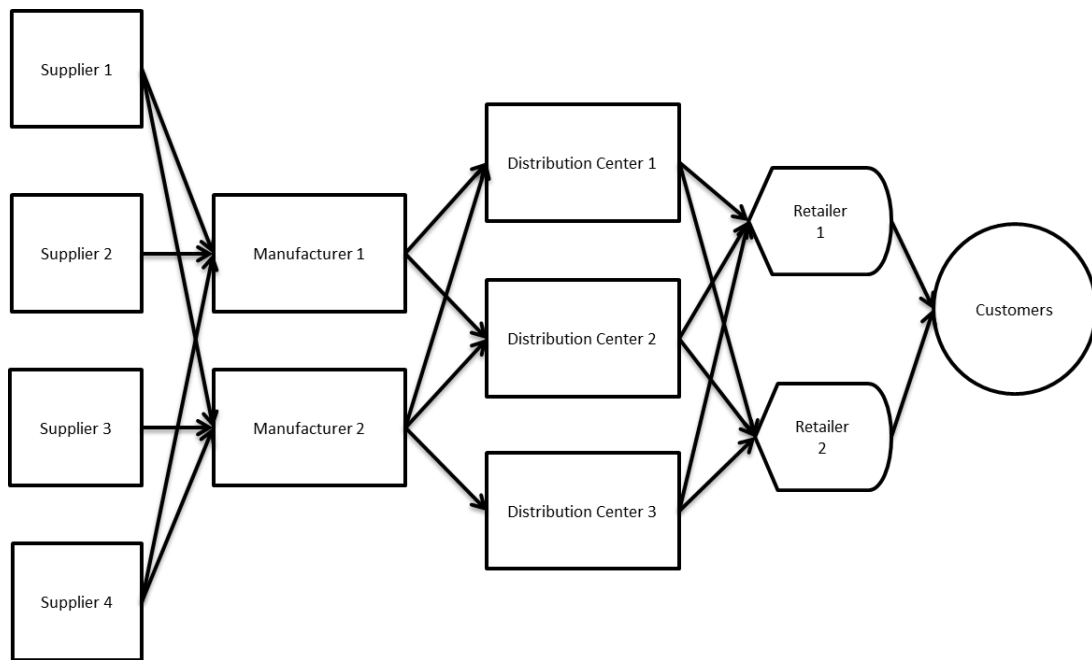 Supplier 1
Supplier 2
Supplier 3
Supplier 4
Manufacturer 1
Manufacturer 2
Distribution Center 1
Distribution Center 2
Distribution Center 3
Retailer
1
Retailer
2
Customers